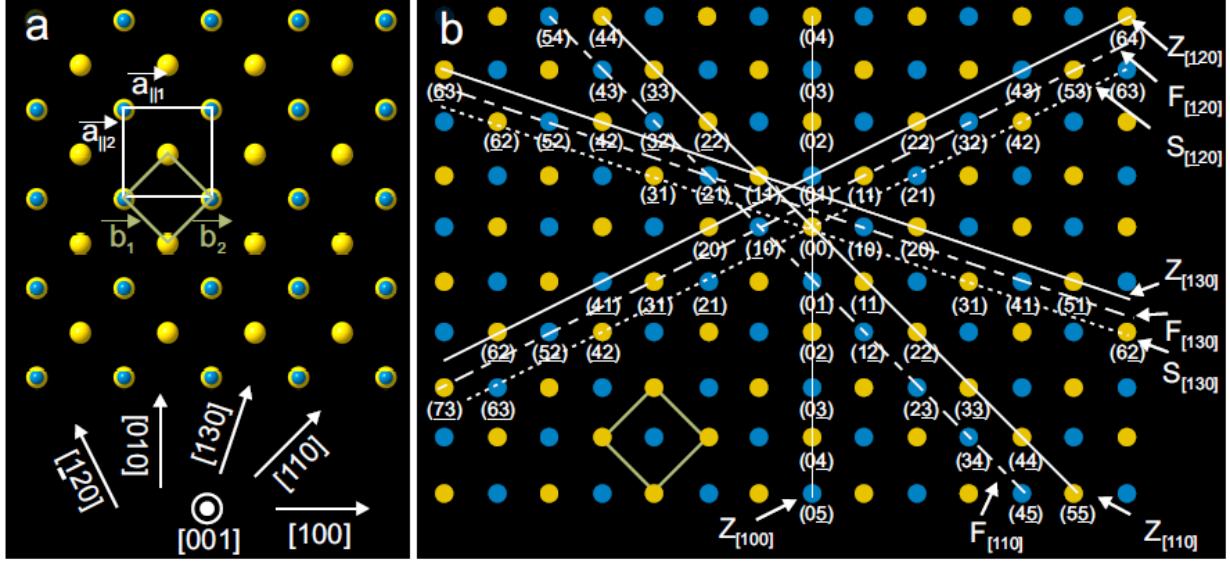 a
a||1
a||2
b1 b2
[120]
[010]
[130]
[110]
[001]
[100]
b
(54) (44) (04) (64)
Z[120]
(63) (43) (33) (03) (43) (53) (63)
F[120]
(62) (52) (42) (32) (22) (02) (22) (32) (42)
S[120]
(31) (21) (11) (01) (11) (21)
(20) (10) (00) (10) (20)
Z[130]
(41) (31) (21) (01) (11) (31) (41) (51)
F[130]
(62) (52) (42) (02) (12) (22) (62)
S[130]
(73) (63) (03) (23) (33)
(04) (34) (44)
(05) (45) (55)
Z[100] F[110] Z[110]